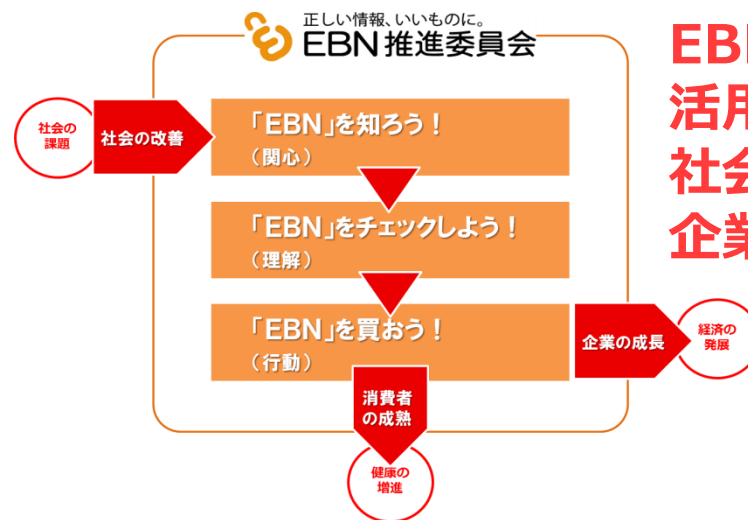 正しい情報、いいものに。
EBN推進委員会
社会の
課題
社会の改善
「EBN」を知ろう！
（関心）
「EBN」をチェックしよう！
（理解）
「EBN」を買おう！
（行動）
企業の成長
経済の
発展
消費者
の成熟
健康の
増進
EB
活用
社会
企業